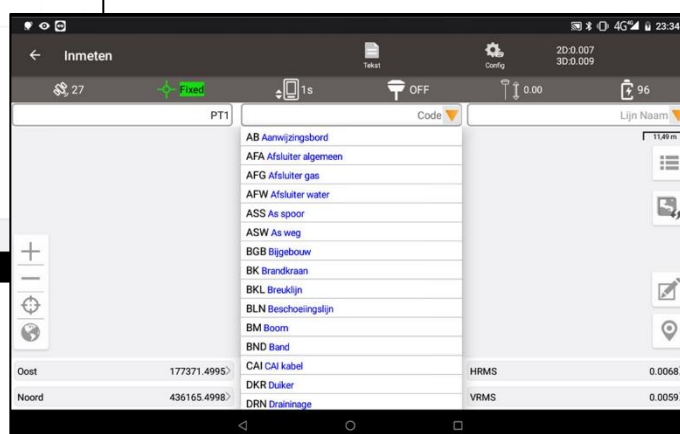 4G 23:34
Inmeten Tekst Config 2D:0.007
3D:0.009
27 Fixed 1s OFF 0.00 96
PT1 Code Lijn Naam
11,49 m
AB Aanwijzingsbord
AFA Afsluiter algemeen
AFG Afsluiter gas
AFW Afsluiter water
ASS As spoor
ASW As weg
BGB Bijgebouw
BK Brandkraan
BKL Breuklijn
BLN Beschoeiingslijn
BM Boom
BND Band
CAI CAI kabel
DKR Duiker
DRN Draininage
Oost 177371.4995 HRMS 0.0068
Noord 436165.4998 VRMS 0.0059